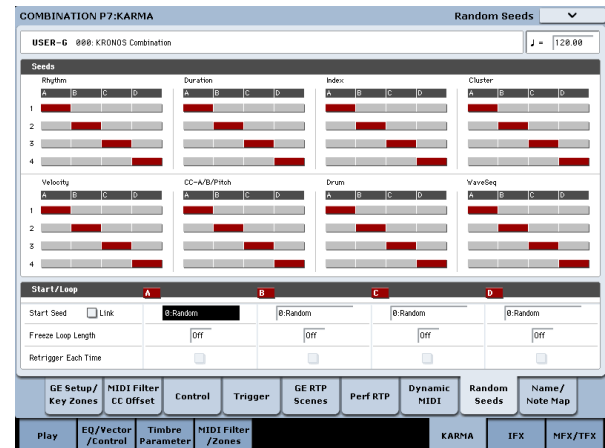 COMBINATION P7:KARMA Random Seeds
USER-G 000: KRONOS Combination ♩= 120.00
Seeds
Rhythm Duration Index Cluster
A B C D A B C D A B C D A B C D
1
2
3
4
Velocity CC-A/B/Pitch Drum WaveSeq
A B C D A B C D A B C D A B C D
1
2
3
4
Start/Loop A B C D
Start Seed Link 0:Random 0:Random 0:Random 0:Random
Freeze Loop Length Off Off Off Off
Retrigger Each Time
GE Setup/ MIDI Filter Control Trigger GE RTP Perf RTP Dynamic Random Name/
Key Zones CC Offset Scenes MIDI Seeds Note Map
Play EQ/Vector Timbre MIDI Filter KARMA IFX MFX/TFX
/Control Parameter /Zones